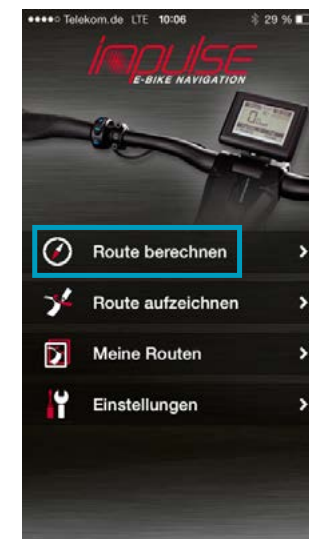 Telekom.de LTE 10:06 29 %
impulse
E-BIKE NAVIGATION
Route berechnen
Route aufzeichnen
Meine Routen
Einstellungen